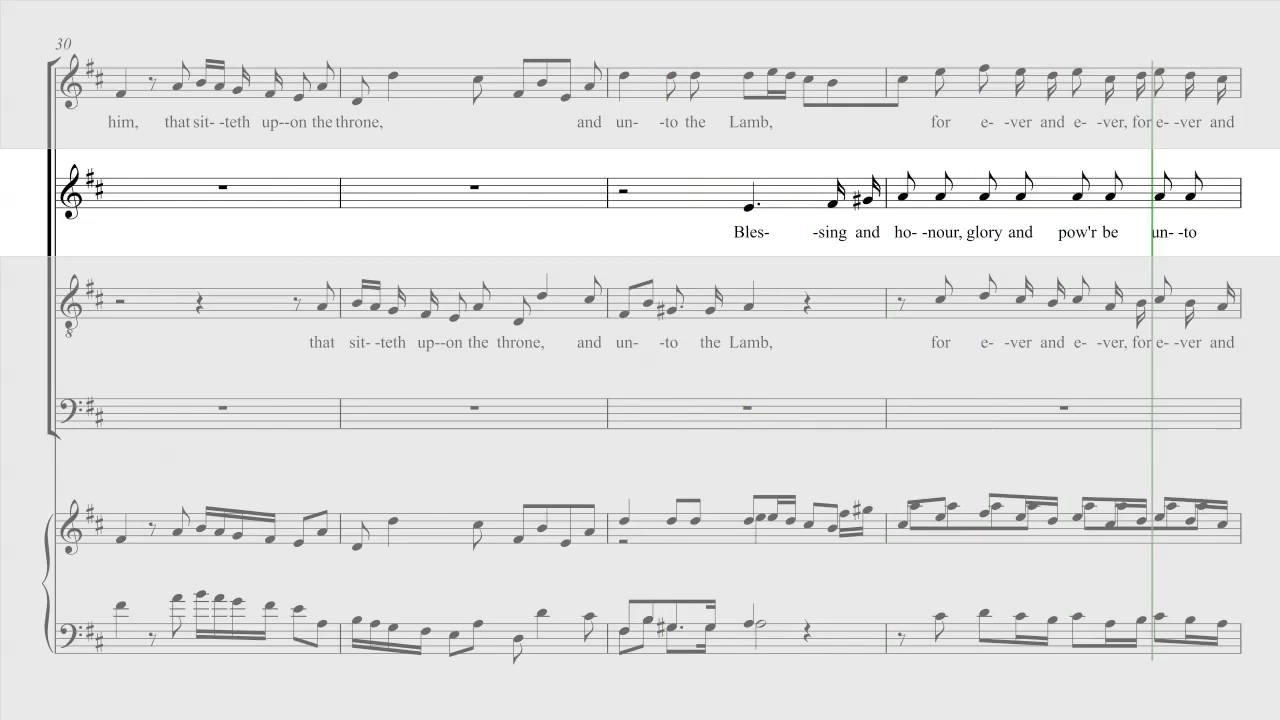 30
him, that sit- -teth up--on the throne, and un- -to the Lamb, for e- -ver and e- -ver, for e- -ver and
Bles- -sing and ho- -nour, glory and pow'r be un- -to
8
that sit- -teth up--on the throne, and un- -to the Lamb, for e- -ver and e- -ver, for e- -ver and